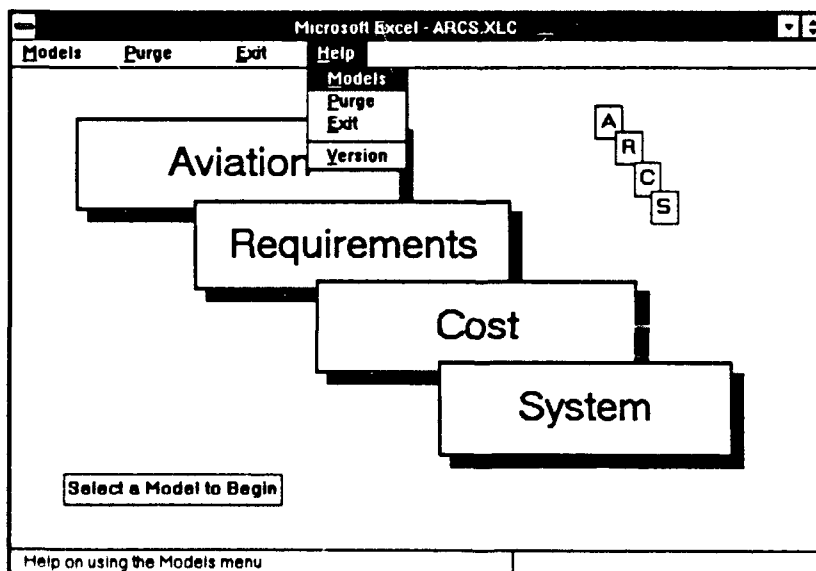 Microsoft Excel - ARCS.XLC
Models Purge Exit Help
Models
Purge
Exit
Version
Aviation
Requirements
Cost
System
A
R
C
S
Select a Model to Begin
Help on using the Models menu